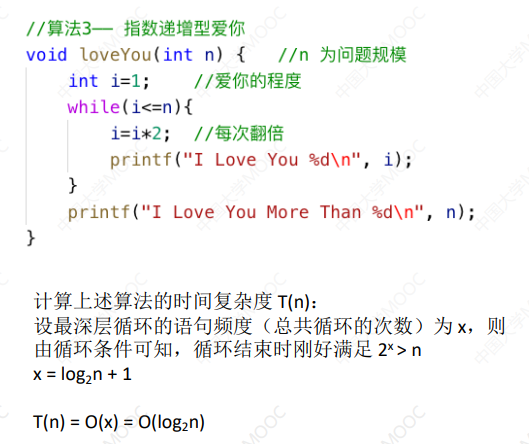 //算法3—— 指数递增型爱你
void loveYou(int n) {   //n 为问题规模
    int i=1;    //爱你的程度
    while(i<=n){
        i=i*2;  //每次翻倍
        printf("I Love You %d\n", i);
    }
    printf("I Love You More Than %d\n", n);
}
计算上述算法的时间复杂度 T(n)：
设最深层循环的语句频度（总共循环的次数）为 x，则
由循环条件可知，循环结束时刚好满足 2ˣ > n
x = log₂n + 1
T(n) = O(x) = O(log₂n)